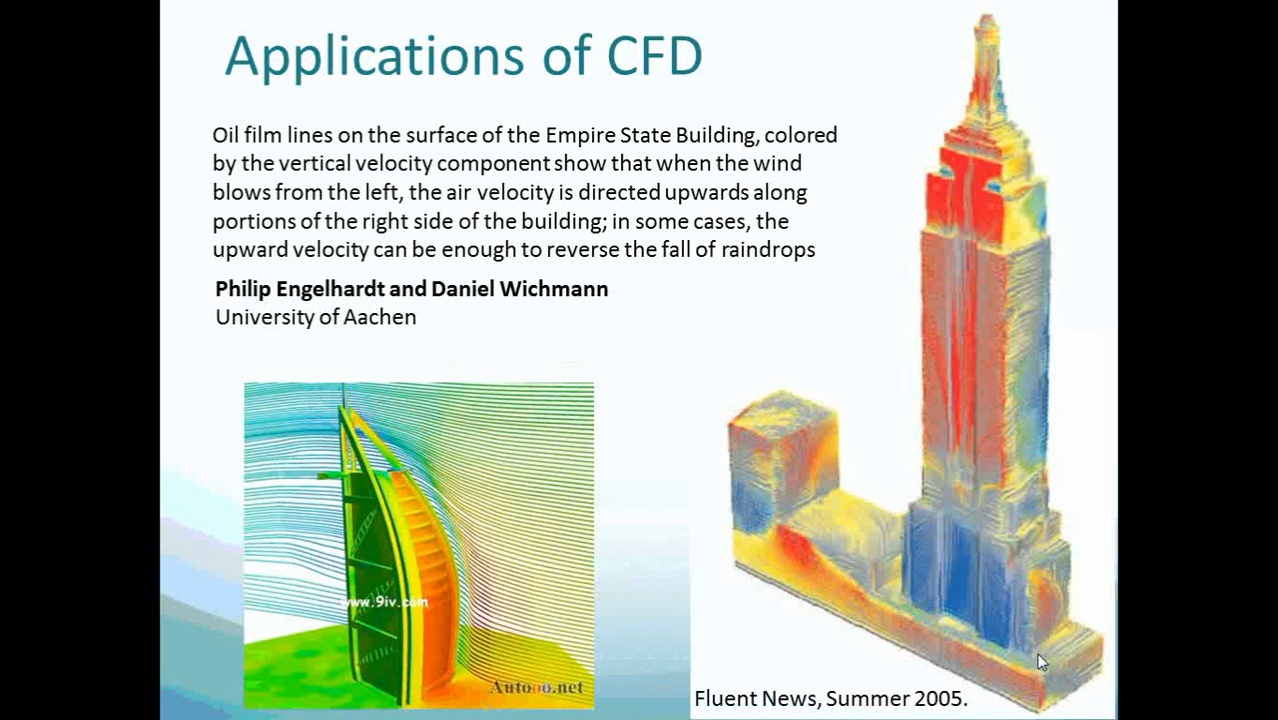 Applications of CFD
Oil film lines on the surface of the Empire State Building, colored
by the vertical velocity component show that when the wind
blows from the left, the air velocity is directed upwards along
portions of the right side of the building; in some cases, the
upward velocity can be enough to reverse the fall of raindrops
Philip Engelhardt and Daniel Wichmann
University of Aachen
www.9iv.com
Autooo.net
Fluent News, Summer 2005.